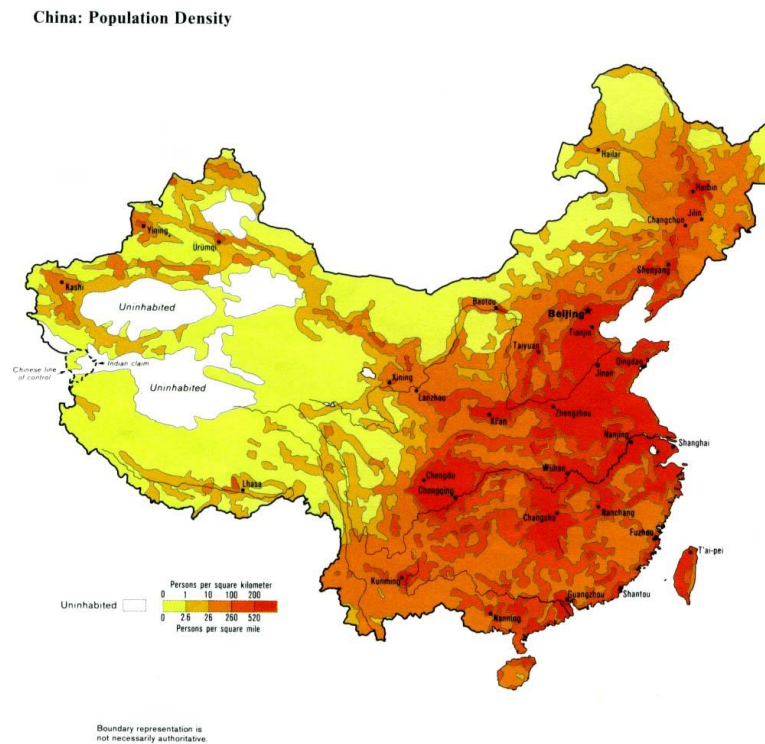 China: Population Density
Hailar
Harbin
Jilin
Changchun
Yining
Ürümqi
Shenyang
Kashi
Baotou
Uninhabited
Beijing
Tianjin
Taiyuan
Indian claim
Chinese line
of control
Qingdao
Jinan
Uninhabited
Xining
Lanzhou
Xi'an
Zhengzhou
Nanjing
Shanghai
Wuhan
Chengdu
Lhasa
Chongqing
Nanchang
Changsha
Fuzhou
T'ai-pei
Kunming
Persons per square kilometer
0 1 10 100 200
Uninhabited
0 2.6 26 260 520
Persons per square mile
Guangzhou
Shantou
Nanning
Boundary representation is
not necessarily authoritative.